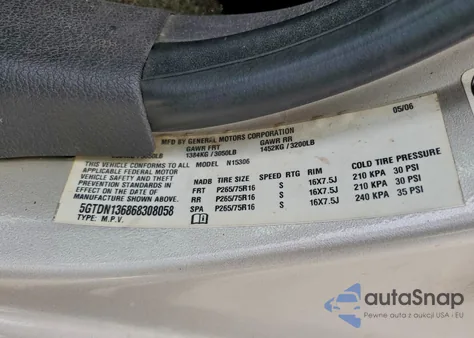 MFD BY GENERAL MOTORS CORPORATION
05/06
GAWR FRT GAWR RR
1384KG / 3050LB 1452KG / 3200LB
THIS VEHICLE CONFORMS TO ALL MODEL N15306
APPLICABLE FEDERAL MOTOR
VEHICLE SAFETY AND THEFT
PREVENTION STANDARDS IN
EFFECT ON THE DATE OF
MANUFACTURE SHOWN ABOVE.
5GTDN136868308058
TYPE: M.P.V.
NADB TIRE SIZE SPEED RTG RIM COLD TIRE PRESSURE
FRT P265/75R16 S 16X7.5J 210 KPA 30 PSI
RR P265/75R16 S 16X7.5J 210 KPA 30 PSI
SPA P265/75R16 S 16X7.5J 240 KPA 35 PSI
autoSnap
Pewne auta z aukcji USA i EU